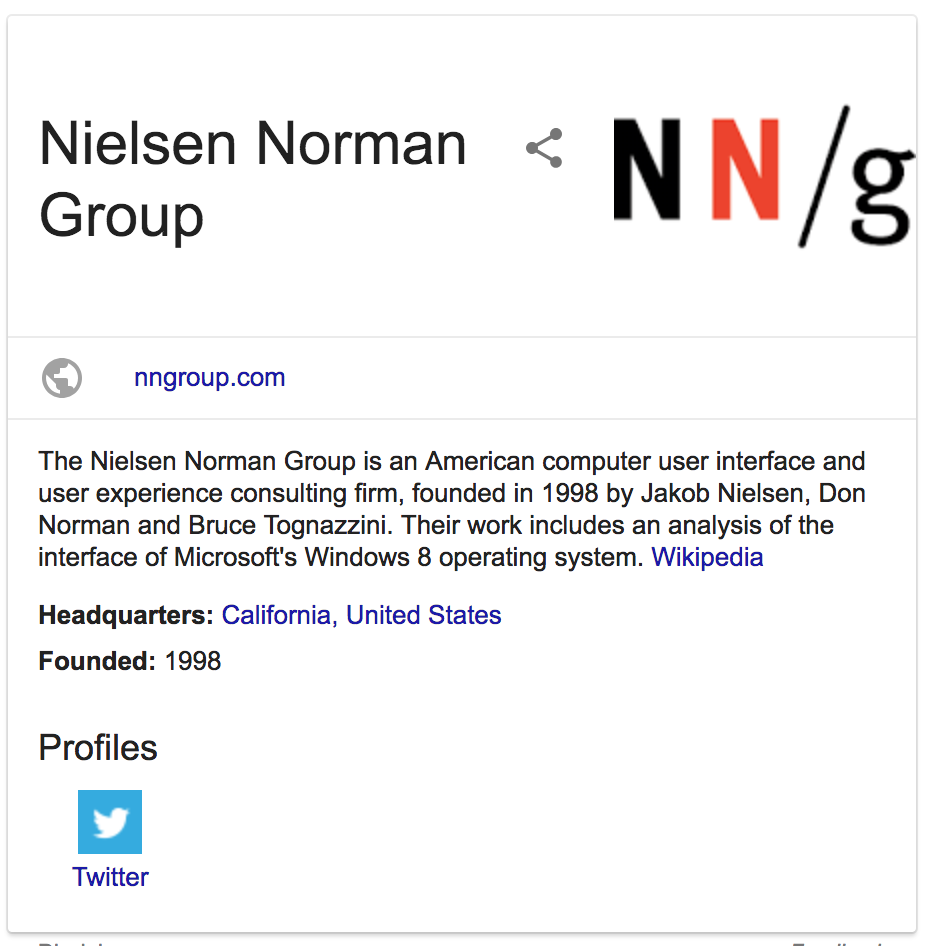 Nielsen Norman
Group
NN/g
nngroup.com
The Nielsen Norman Group is an American computer user interface and
user experience consulting firm, founded in 1998 by Jakob Nielsen, Don
Norman and Bruce Tognazzini. Their work includes an analysis of the
interface of Microsoft's Windows 8 operating system. Wikipedia
Headquarters: California, United States
Founded: 1998
Profiles
Twitter